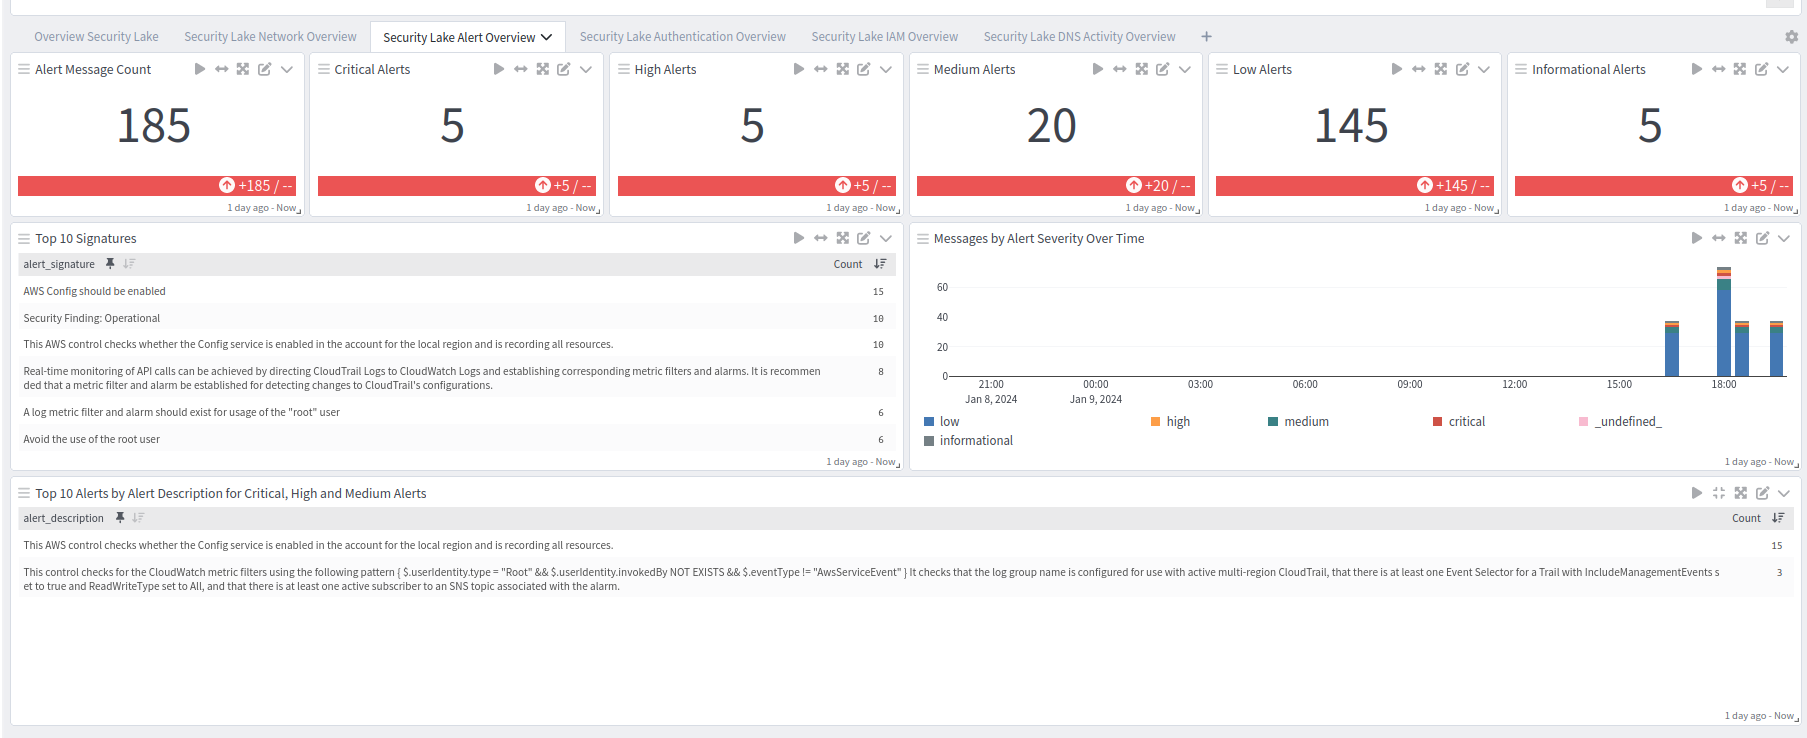 Overview Security Lake
Security Lake Network Overview
Security Lake Alert Overview
Security Lake Authentication Overview
Security Lake IAM Overview
Security Lake DNS Activity Overview
Alert Message Count
185
+185 / --
1 day ago - Now
Critical Alerts
5
+5 / --
1 day ago - Now
High Alerts
5
+5 / --
1 day ago - Now
Medium Alerts
20
+20 / --
1 day ago - Now
Low Alerts
145
+145 / --
1 day ago - Now
Informational Alerts
5
+5 / --
1 day ago - Now
Top 10 Signatures
alert_signature Count
AWS Config should be enabled 15
Security Finding: Operational 10
This AWS control checks whether the Config service is enabled in the account for the local region and is recording all resources. 10
Real-time monitoring of API calls can be achieved by directing CloudTrail Logs to CloudWatch Logs and establishing corresponding metric filters and alarms. It is recommen 8
ded that a metric filter and alarm be established for detecting changes to CloudTrail's configurations.
A log metric filter and alarm should exist for usage of the "root" user 6
Avoid the use of the root user 6
1 day ago - Now
Messages by Alert Severity Over Time
60
40
20
0
21:00 00:00 03:00 06:00 09:00 12:00 15:00 18:00
Jan 8, 2024 Jan 9, 2024
low high medium critical _undefined_
informational
1 day ago - Now
Top 10 Alerts by Alert Description for Critical, High and Medium Alerts
alert_description Count
This AWS control checks whether the Config service is enabled in the account for the local region and is recording all resources. 15
This control checks for the CloudWatch metric filters using the following pattern { $.userIdentity.type = "Root" && $.userIdentity.invokedBy NOT EXISTS && $.eventType != "AwsServiceEvent" } It checks that the log group name is configured for use with active multi-region CloudTrail, that there is at least one Event Selector for a Trail with IncludeManagementEvents s 3
et to true and ReadWriteType set to All, and that there is at least one active subscriber to an SNS topic associated with the alarm.
1 day ago - Now